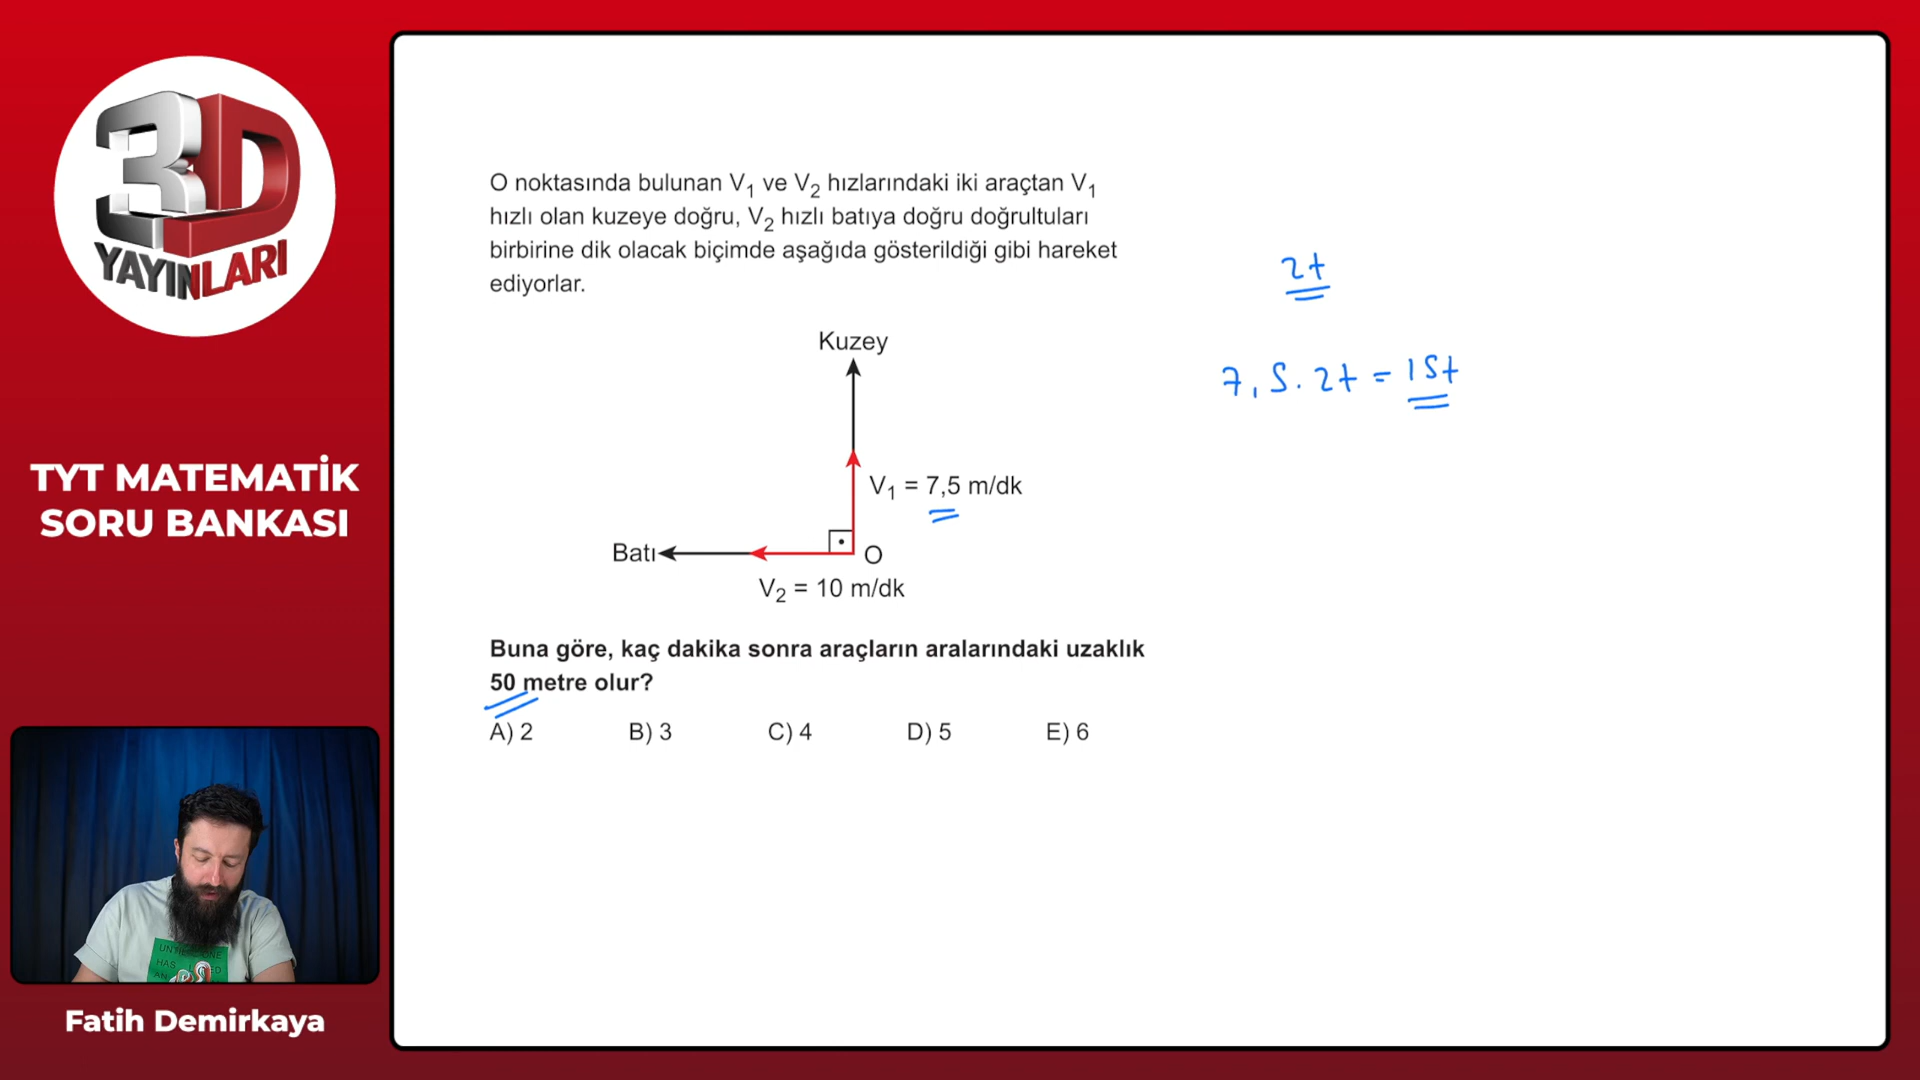 3D
YAYINLARI
TYT MATEMATİK
SORU BANKASI
Fatih Demirkaya
O noktasında bulunan V₁ ve V₂ hızlarındaki iki araçtan V₁
hızlı olan kuzeye doğru, V₂ hızlı batıya doğru doğrultuları
birbirine dik olacak biçimde aşağıda gösterildiği gibi hareket
ediyorlar.
Kuzey
V₁ = 7,5 m/dk
Batı
O
V₂ = 10 m/dk
Buna göre, kaç dakika sonra araçların aralarındaki uzaklık
50 metre olur?
A) 2 B) 3 C) 4 D) 5 E) 6
2t
7,5.2t = 15t